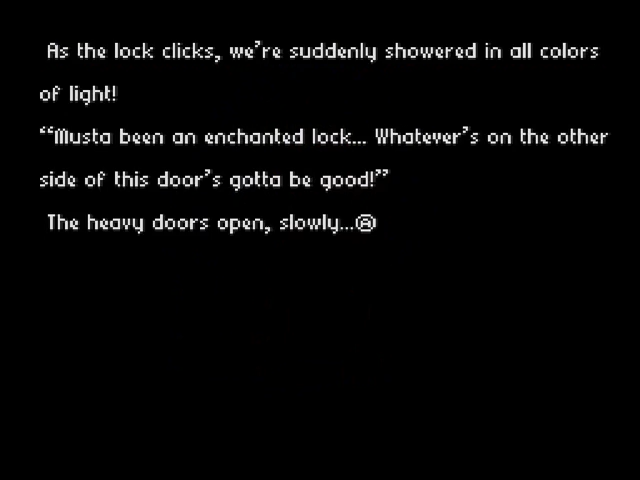 As the lock clicks, we're suddenly showered in all colors
of light!
“Musta been an enchanted lock... Whatever's on the other
side of this door's gotta be good!”
The heavy doors open, slowly...Ⓐ